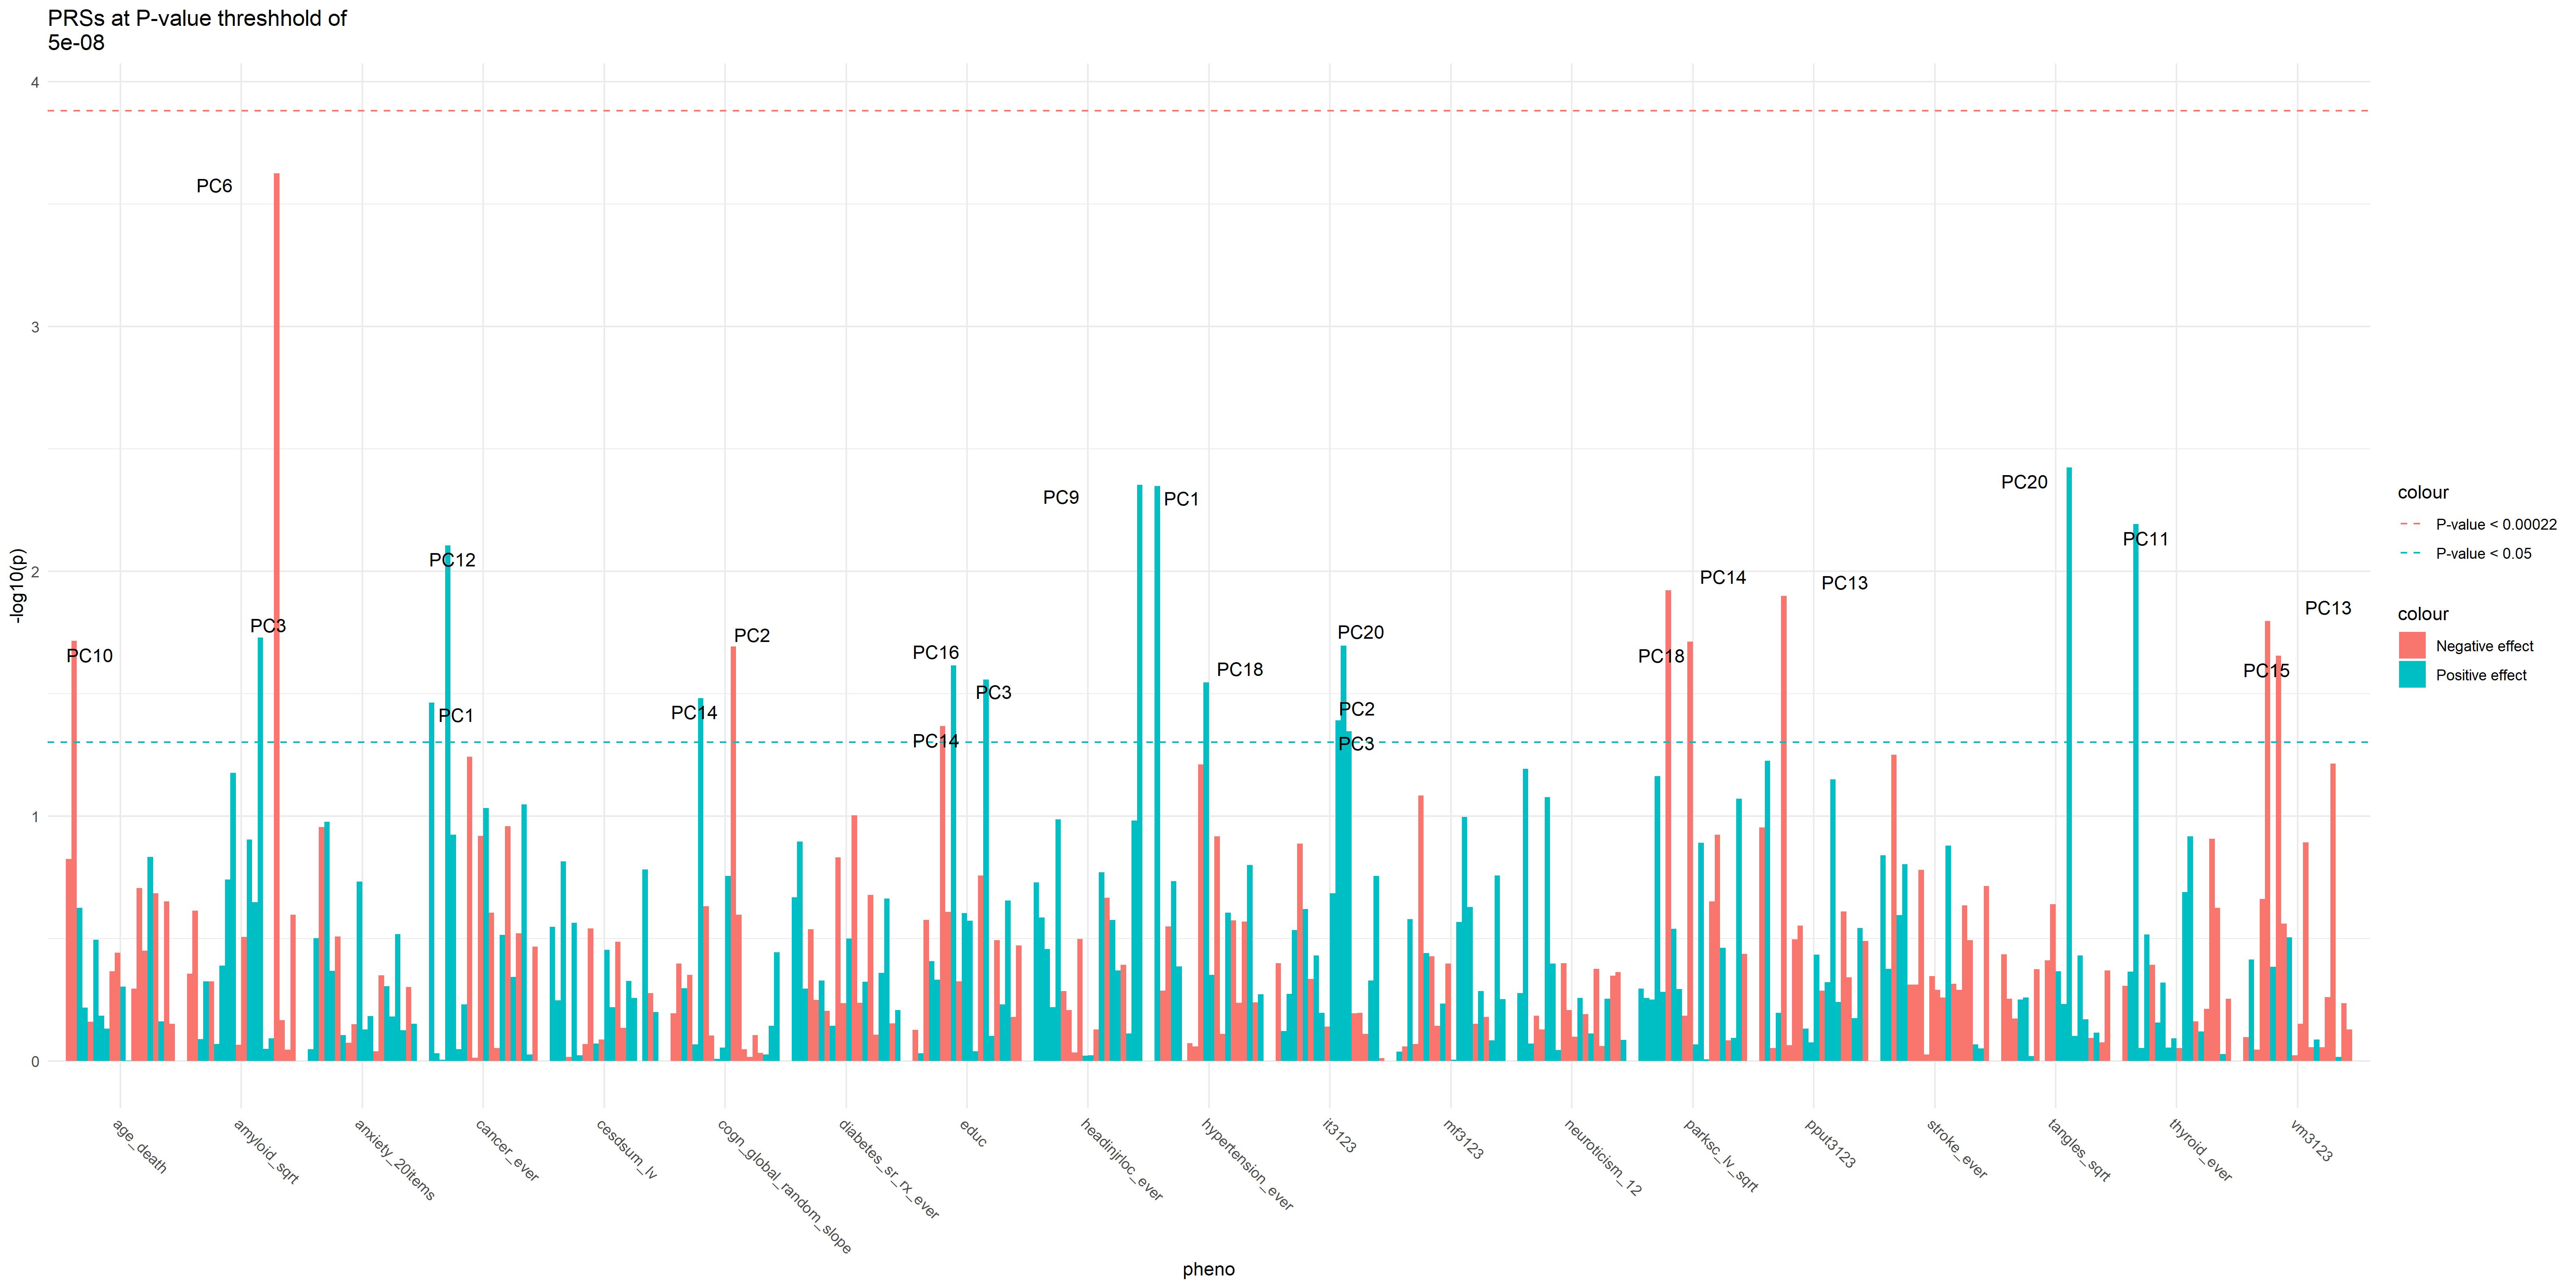 PRSs at P-value threshhold of
5e-08
4
3
2
1
0
-log10(p)
PC6
PC10
PC3
PC12
PC1
PC14
PC2
PC16
PC14
PC3
PC9
PC1
PC18
PC20
PC2
PC3
PC14
PC18
PC13
PC20
PC11
PC13
PC15
age_death
amyloid_sqrt
anxiety_20items
cancer_ever
cesdsum_lv
cogn_global_random_slope
diabetes_sr_rx_ever
educ
headinjrloc_ever
hypertension_ever
it3123
mf3123
neuroticism_12
parksc_lv_sqrt
pput3123
stroke_ever
tangles_sqrt
thyroid_ever
vm3123
pheno
colour
P-value < 0.00022
P-value < 0.05
colour
Negative effect
Positive effect